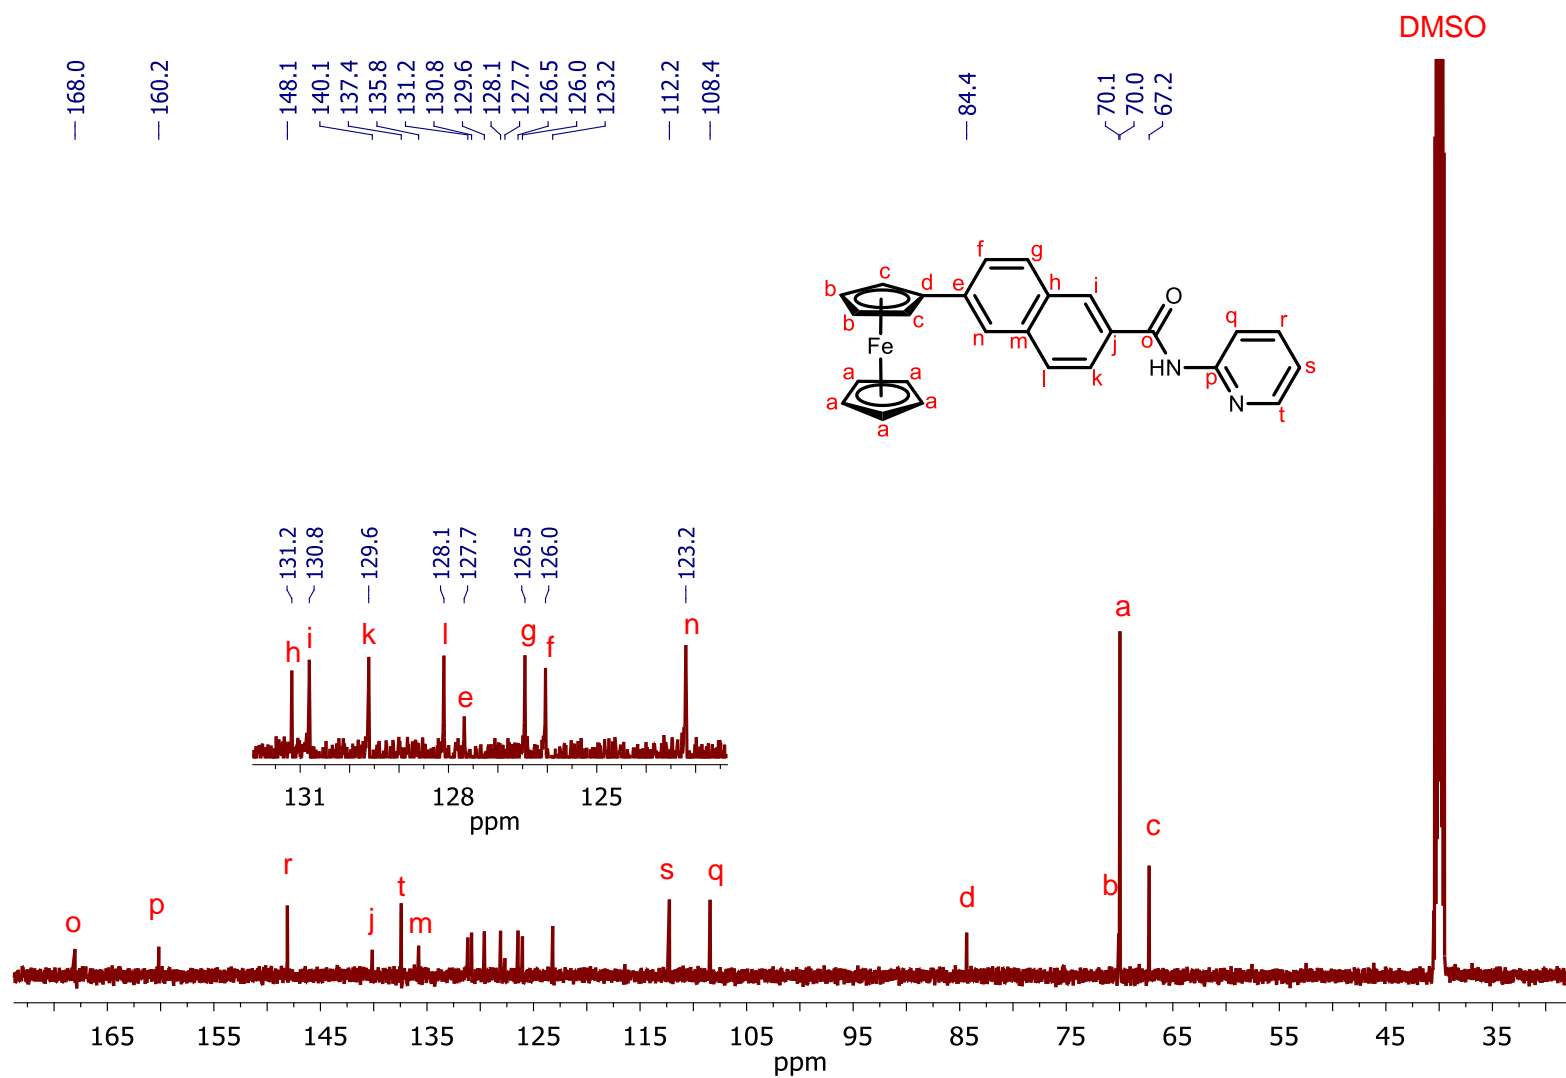 DMSO
168.0
160.2
148.1
140.1
137.4
135.8
131.2
130.8
129.6
128.1
127.7
126.5
126.0
123.2
112.2
108.4
84.4
70.1
70.0
67.2
f g
c d e h i
b b c n m l k j o O
Fe
HN
q r
p s
N t
a a
a a
a
131.2
130.8
129.6
128.1
127.7
126.5
126.0
123.2
h i k l e g f n
131 128 125
ppm
o p r j t m s q d b a c
165 155 145 135 125 115 105 95 85 75 65 55 45 35
ppm